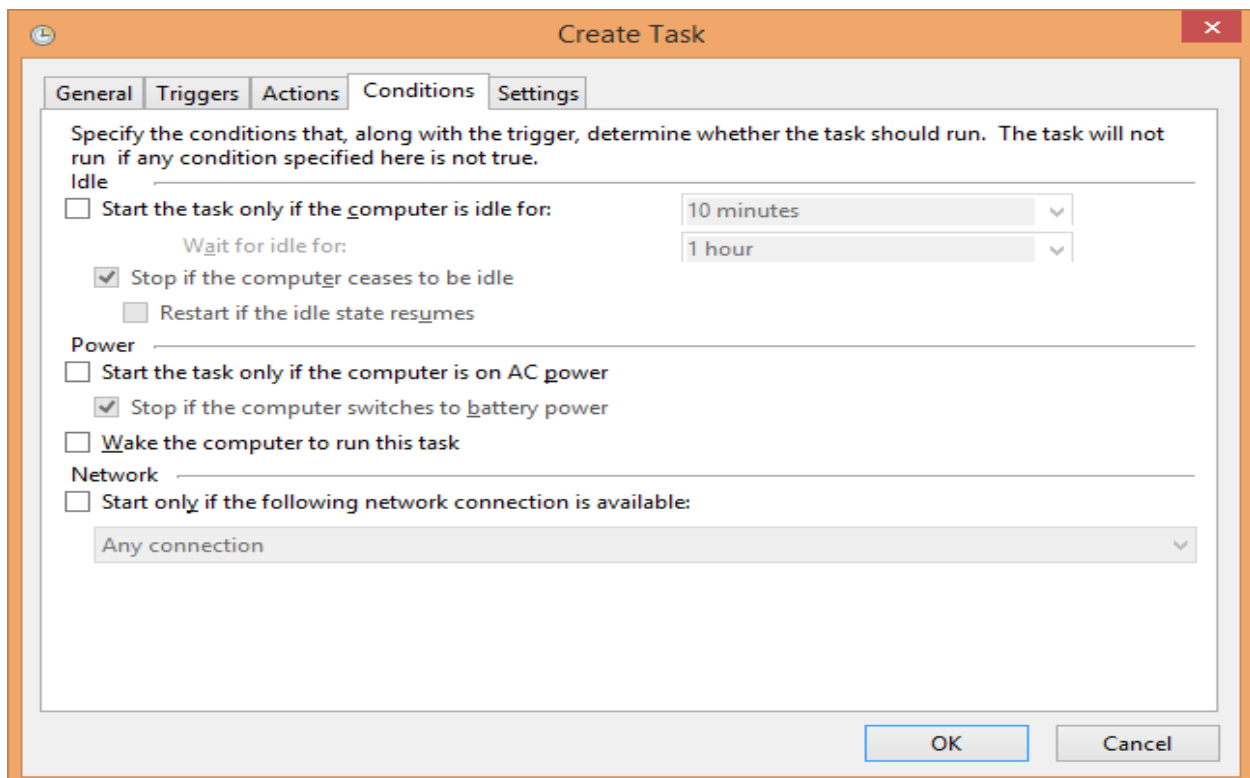 Create Task
General Triggers Actions Conditions Settings
Specify the conditions that, along with the trigger, determine whether the task should run. The task will not
run if any condition specified here is not true.
Idle
Start the task only if the computer is idle for: 10 minutes
Wait for idle for: 1 hour
Stop if the computer ceases to be idle
Restart if the idle state resumes
Power
Start the task only if the computer is on AC power
Stop if the computer switches to battery power
Wake the computer to run this task
Network
Start only if the following network connection is available:
Any connection
OK Cancel